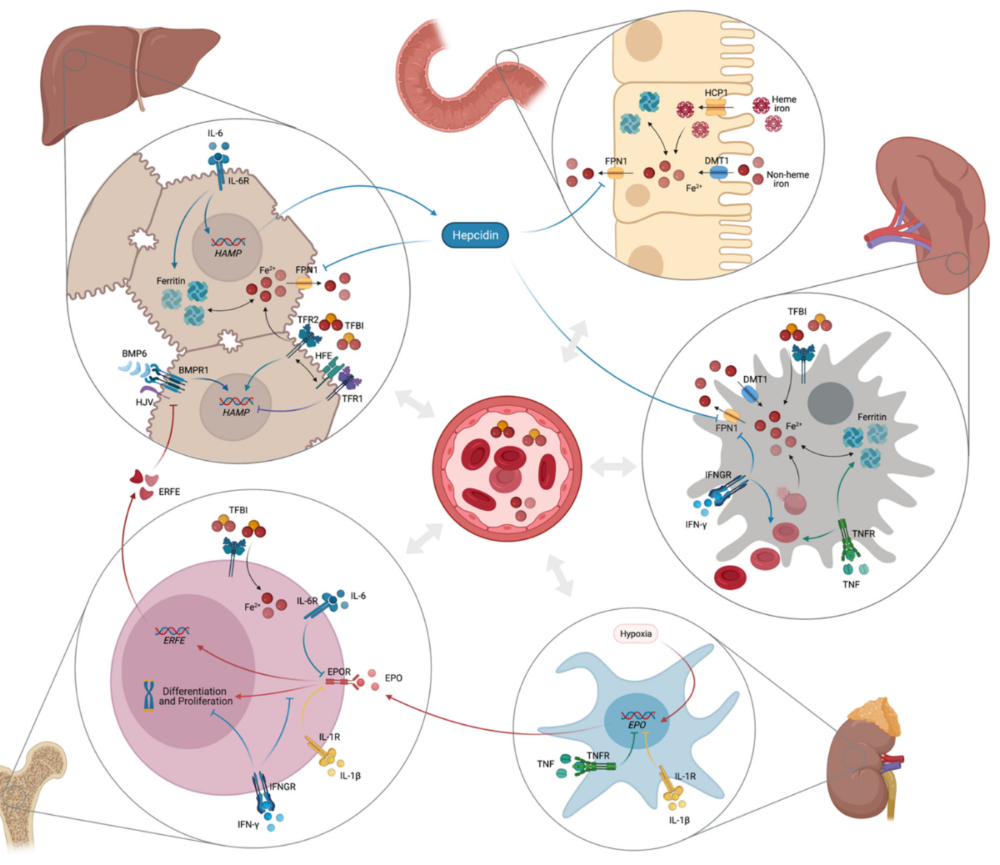 IL-6
IL-6R
HAMP
Ferritin
Fe²⁺
FPN1
TFR2
TFBI
BMP6
BMPR1
HFE
HJV
HAMP
TFR1
Hepcidin
HCP1
Heme
iron
FPN1
DMT1
Fe²⁺
Non-heme
iron
TFBI
DMT1
FPN1
Fe²⁺
Ferritin
IFNGR
IFN-γ
TNFR
TNF
ERFE
TFBI
Fe²⁺
IL-6R
IL-6
ERFE
EPOR
EPO
Differentiation
and Proliferation
IL-1R
IL-1β
IFNGR
IFN-γ
Hypoxia
EPO
TNF
TNFR
IL-1R
IL-1β